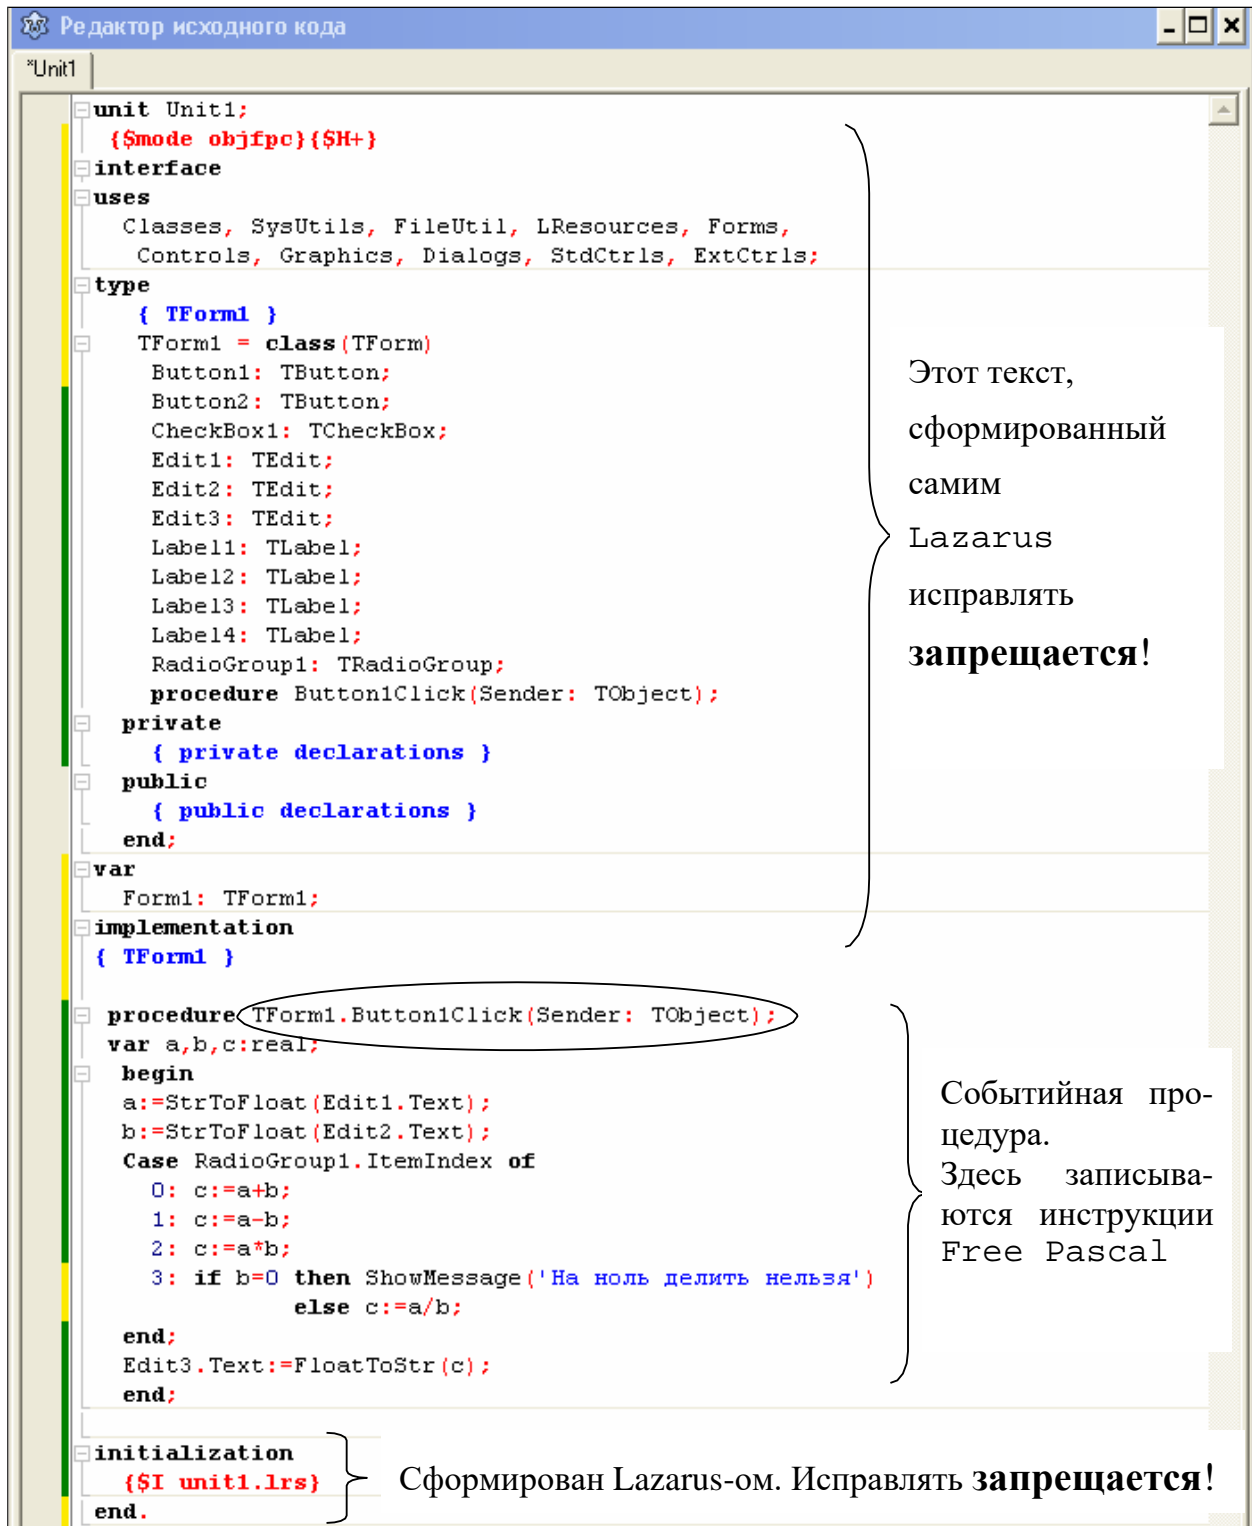 Редактор исходного кода
*Unit1
unit Unit1;
{$mode objfpc}{$H+}
interface
uses
Classes, SysUtils, FileUtil, LResources, Forms,
Controls, Graphics, Dialogs, StdCtrls, ExtCtrls;
type
{ TForm1 }
TForm1 = class(TForm)
Button1: TButton;
Button2: TButton;
CheckBox1: TCheckBox;
Edit1: TEdit;
Edit2: TEdit;
Edit3: TEdit;
Label1: TLabel;
Label2: TLabel;
Label3: TLabel;
Label4: TLabel;
RadioGroup1: TRadioGroup;
procedure Button1Click(Sender: TObject);
private
{ private declarations }
public
{ public declarations }
end;
var
Form1: TForm1;
implementation
{ TForm1 }
Этот текст,
сформированный
самим
Lazarus
исправлять
запрещается!
procedure TForm1.Button1Click(Sender: TObject);
var a,b,c:real;
begin
a:=StrToFloat(Edit1.Text);
b:=StrToFloat(Edit2.Text);
Case RadioGroup1.ItemIndex of
0: c:=a+b;
1: c:=a-b;
2: c:=a*b;
3: if b=0 then ShowMessage('На ноль делить нельзя')
else c:=a/b;
end;
Edit3.Text:=FloatToStr(c);
end;
Событийная про-
цедура.
Здесь записыва-
ются инструкции
Free Pascal
initialization
{$I unit1.lrs}
end.
Сформирован Lazarus-ом. Исправлять запрещается!